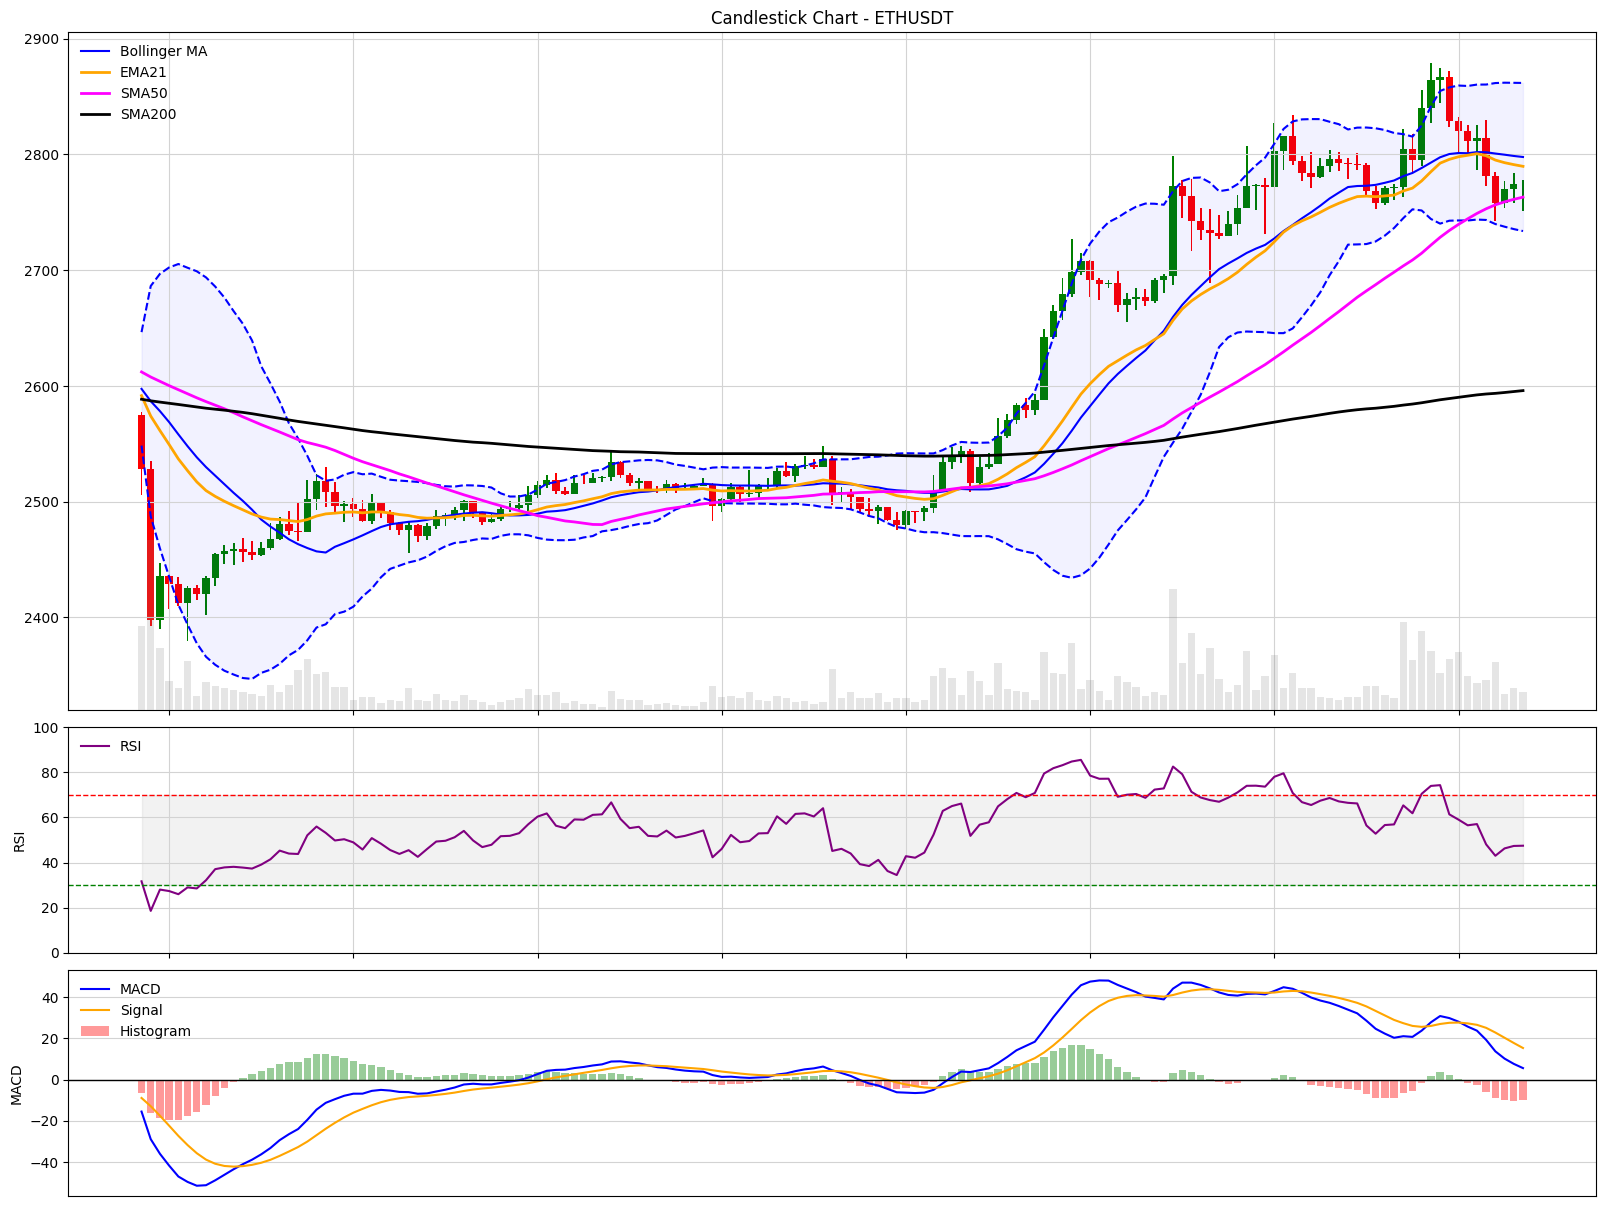 Candlestick Chart - ETHUSDT
2900
2800
2700
2600
2500
2400
Bollinger MA
EMA21
SMA50
SMA200
100
80
60
40
20
0
RSI
RSI
40
20
0
−20
−40
MACD
MACD
Signal
Histogram